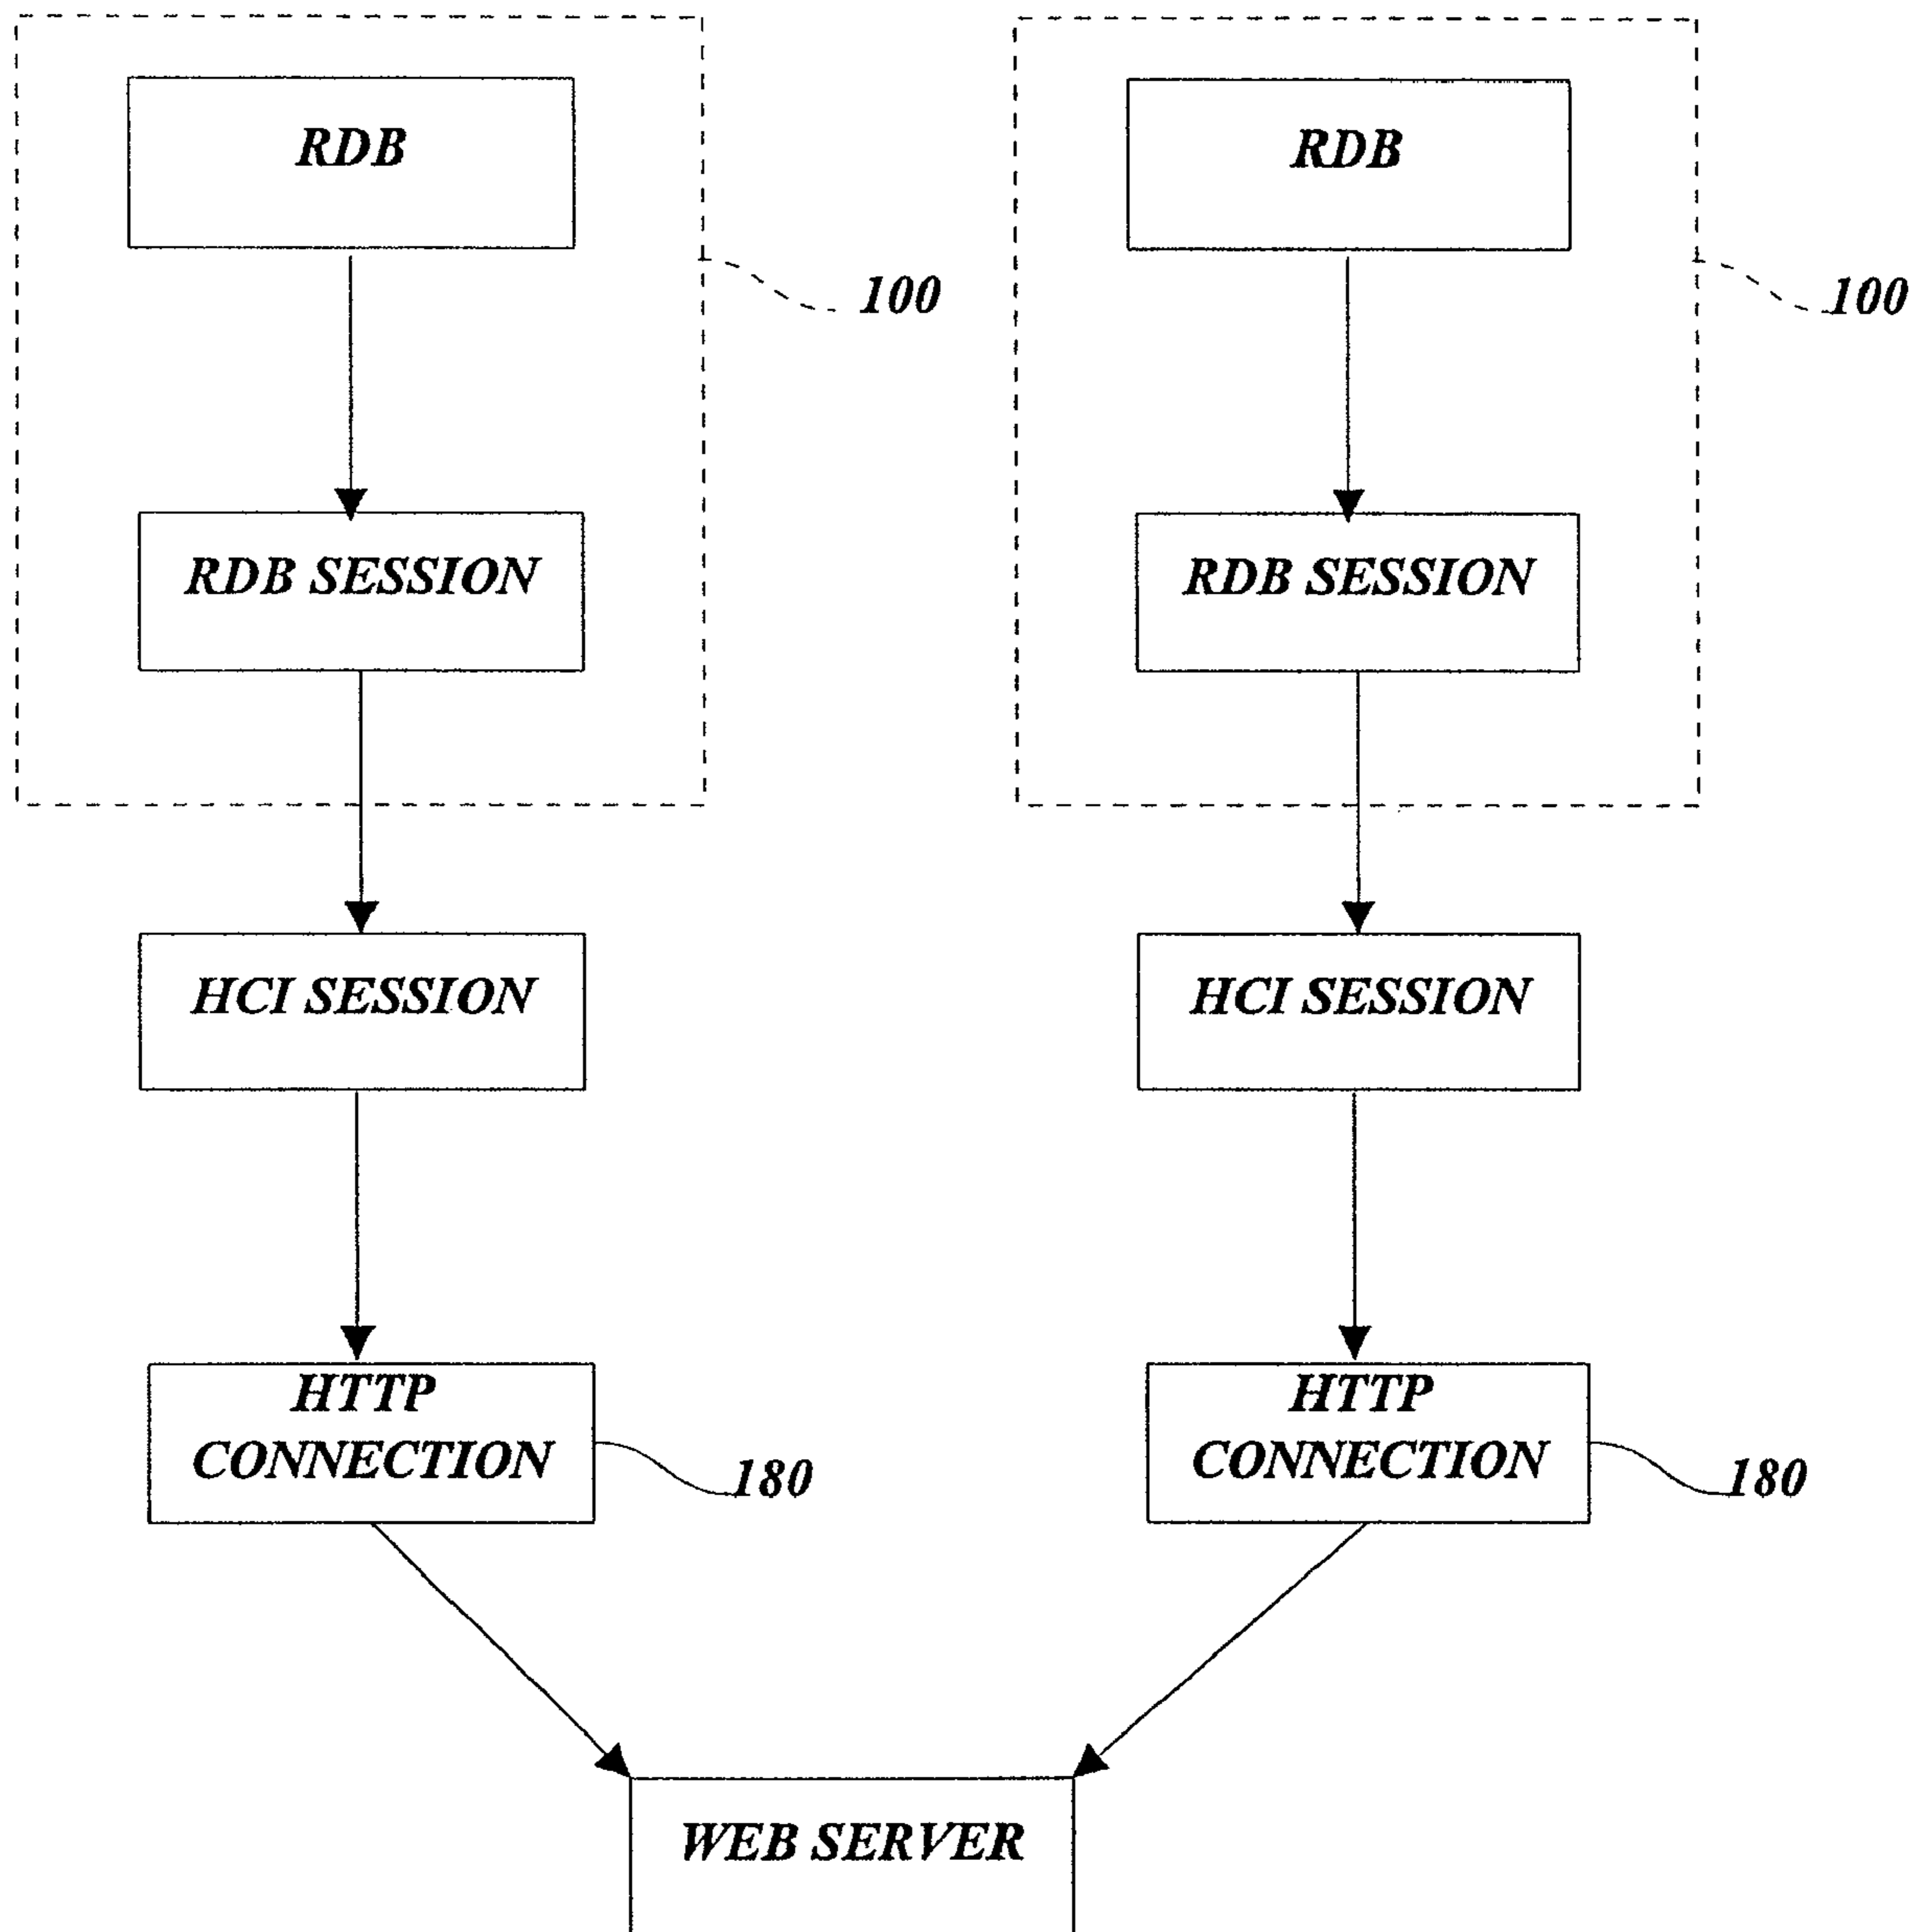 RDB
RDB
100
100
RDB SESSION
RDB SESSION
HCI SESSION
HCI SESSION
HTTP
CONNECTION
HTTP
CONNECTION
180
180
WEB SERVER